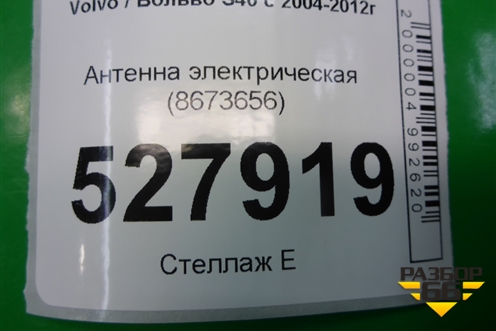 Volvo / Вольво S40 с 2004-2012г
Антенна электрическая
(8673656)
527919
Стеллаж Е
2000004992620
РАЗБОР
66